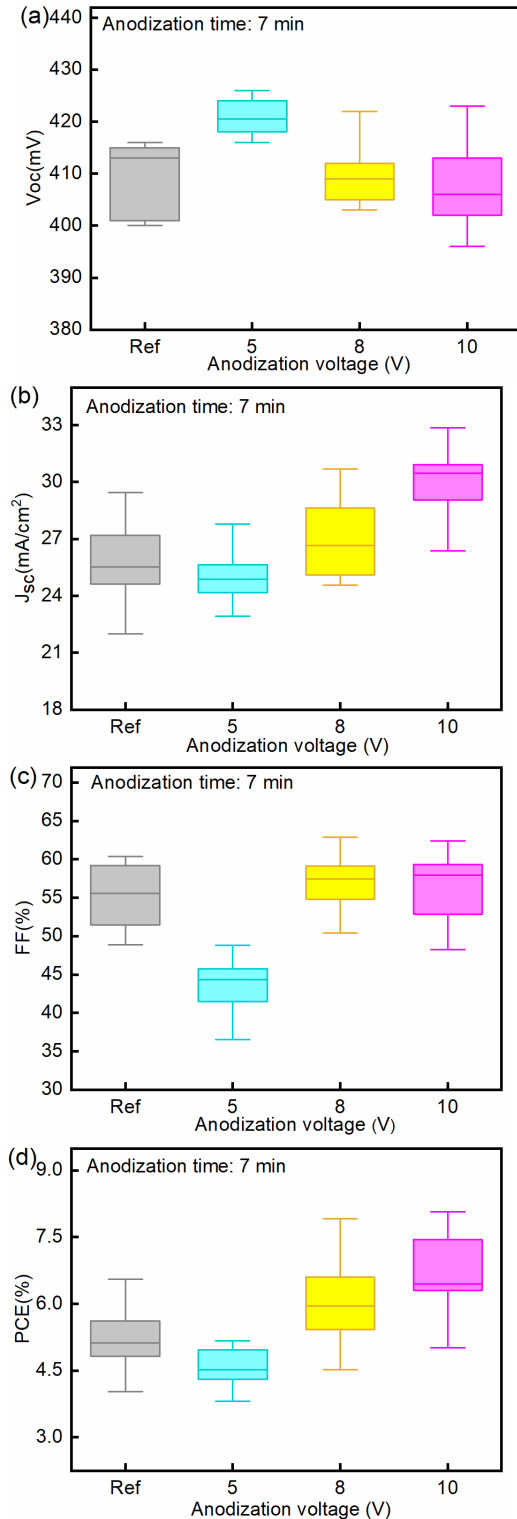 (a)
Anodization time: 7 min
Voc(mV)
440
430
420
410
400
390
380
Ref 5 8 10
Anodization voltage (V)
(b)
Anodization time: 7 min
Jsc(mA/cm²)
33
30
27
24
21
18
Ref 5 8 10
Anodization voltage (V)
(c)
Anodization time: 7 min
FF(%)
70
65
60
55
50
45
40
35
30
Ref 5 8 10
Anodization voltage (V)
(d)
Anodization time: 7 min
PCE(%)
9.0
7.5
6.0
4.5
3.0
Ref 5 8 10
Anodization voltage (V)